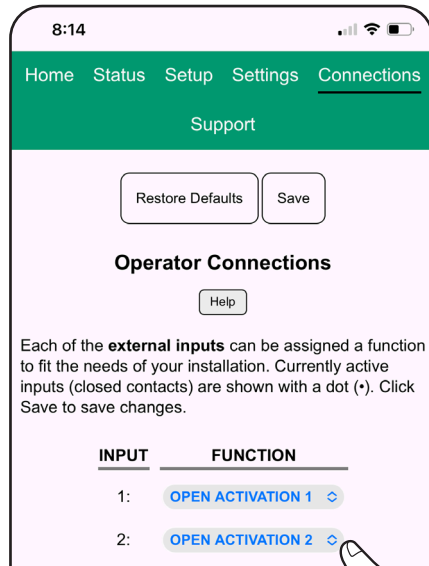 8:14
Home Status Setup Settings Connections
Support
Restore Defaults Save
Operator Connections
Help
Each of the external inputs can be assigned a function
to fit the needs of your installation. Currently active
inputs (closed contacts) are shown with a dot (•). Click
Save to save changes.
INPUT FUNCTION
1: OPEN ACTIVATION 1
2: OPEN ACTIVATION 2